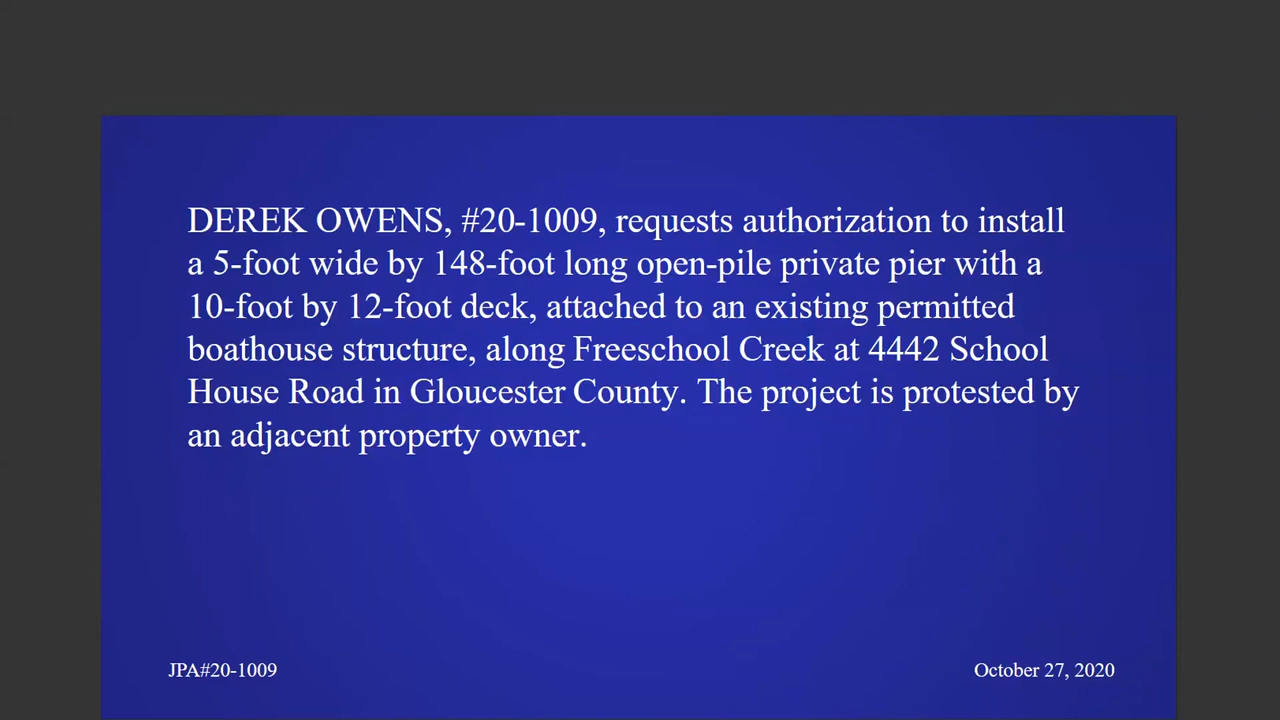 DEREK OWENS, #20-1009, requests authorization to install
a 5-foot wide by 148-foot long open-pile private pier with a
10-foot by 12-foot deck, attached to an existing permitted
boathouse structure, along Freeschool Creek at 4442 School
House Road in Gloucester County. The project is protested by
an adjacent property owner.
JPA#20-1009
October 27, 2020